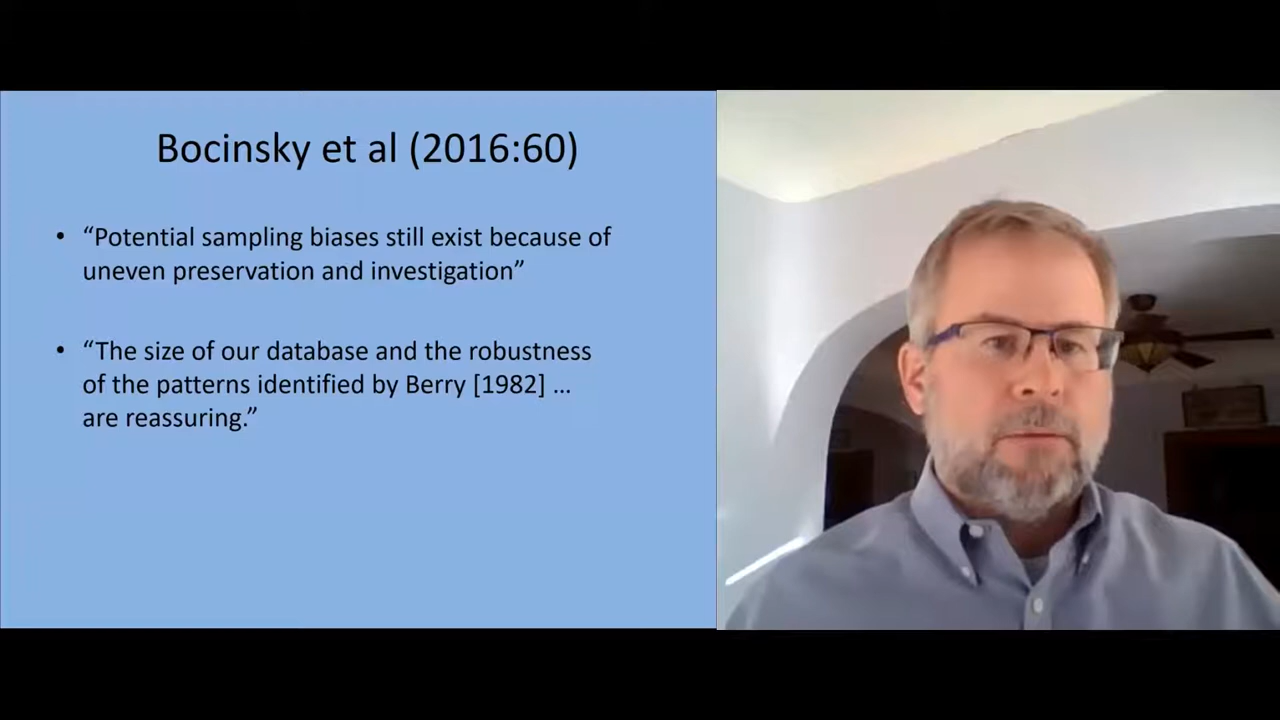 Bocinsky et al (2016:60)
• “Potential sampling biases still exist because of
uneven preservation and investigation”
• “The size of our database and the robustness
of the patterns identified by Berry [1982] …
are reassuring.”